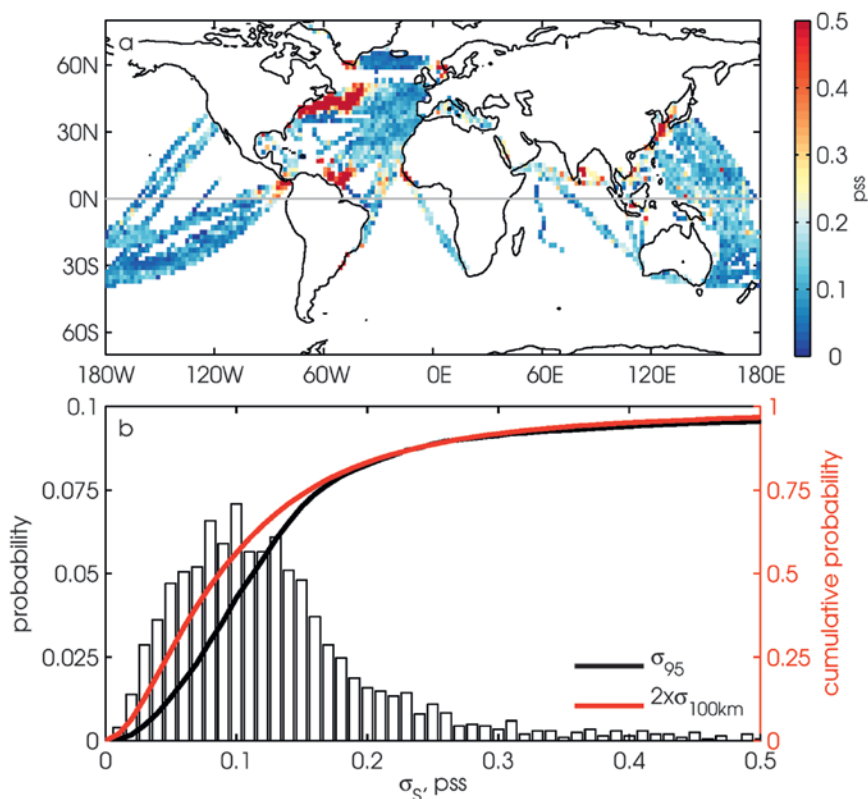 a
60N
30N
0N
30S
60S
180W 120W 60W 0E 60E 120E 180E
0.5
0.4
0.3
0.2
0.1
0
pss
b
0.1
0.075
0.05
0.025
0
probability
1
0.75
0.5
0.25
0
cumulative probability
σ95
2xσ100km
0 0.1 0.2 0.3 0.4 0.5
σS, pss